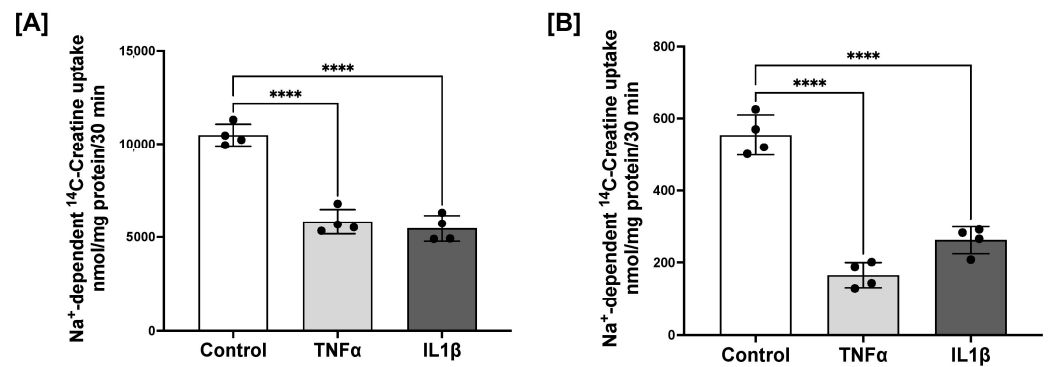 [A]
Na+-dependent 14C-Creatine uptake
nmol/mg protein/30 min
15000
10000
5000
0
****
****
Control
TNFα
IL1β
[B]
Na+-dependent 14C-Creatine uptake
nmol/mg protein/30 min
800
600
400
200
0
****
****
Control
TNFα
IL1β